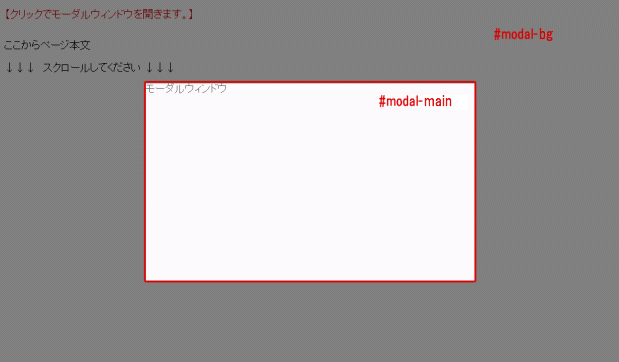 【クリックでモーダルウィンドウを開きます。】
#modal-bg
ここからページ本文
↓↓↓ スクロールしてください ↓↓↓
モーダルウィンドウ
#modal-main